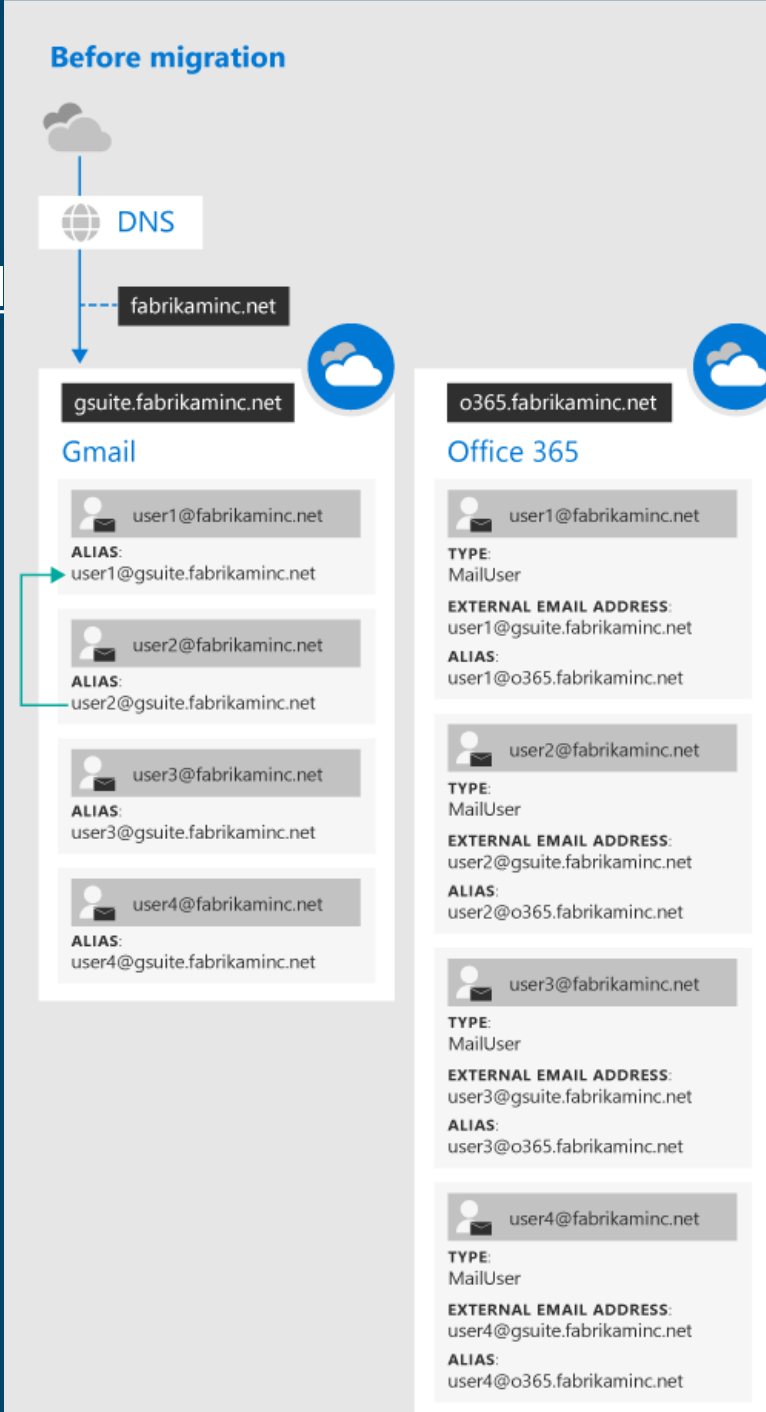 Before migration
DNS
fabrikaminc.net
gsuite.fabrikaminc.net
Gmail
user1@fabrikaminc.net
ALIAS:
user1@gsuite.fabrikaminc.net
user2@fabrikaminc.net
ALIAS:
user2@gsuite.fabrikaminc.net
user3@fabrikaminc.net
ALIAS:
user3@gsuite.fabrikaminc.net
user4@fabrikaminc.net
ALIAS:
user4@gsuite.fabrikaminc.net
o365.fabrikaminc.net
Office 365
user1@fabrikaminc.net
TYPE:
MailUser
EXTERNAL EMAIL ADDRESS:
user1@gsuite.fabrikaminc.net
ALIAS:
user1@o365.fabrikaminc.net
user2@fabrikaminc.net
TYPE:
MailUser
EXTERNAL EMAIL ADDRESS:
user2@gsuite.fabrikaminc.net
ALIAS:
user2@o365.fabrikaminc.net
user3@fabrikaminc.net
TYPE:
MailUser
EXTERNAL EMAIL ADDRESS:
user3@gsuite.fabrikaminc.net
ALIAS:
user3@o365.fabrikaminc.net
user4@fabrikaminc.net
TYPE:
MailUser
EXTERNAL EMAIL ADDRESS:
user4@gsuite.fabrikaminc.net
ALIAS:
user4@o365.fabrikaminc.net